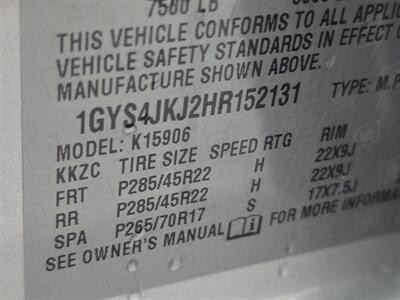 7500 LB
THIS VEHICLE CONFORMS TO ALL APPLI
VEHICLE SAFETY STANDARDS IN EFFECT
MANUFACTURE SHOWN ABOVE.
1GYS4JKJ2HR152131 TYPE: M.P
MODEL: K15906
KKZC TIRE SIZE SPEED RTG RIM
FRT P285/45R22 H 22X9J
RR P285/45R22 H 22X9J
SPA P265/70R17 S 17X7.5J
SEE OWNER'S MANUAL FOR MORE INFORMA